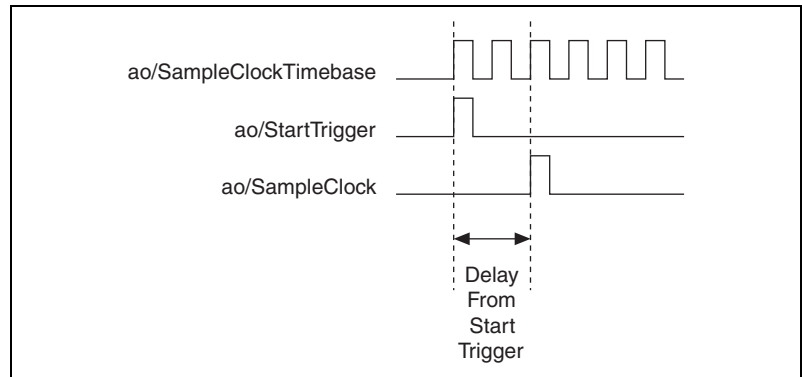 ao/SampleClockTimebase
ao/StartTrigger
ao/SampleClock
Delay
From
Start
Trigger